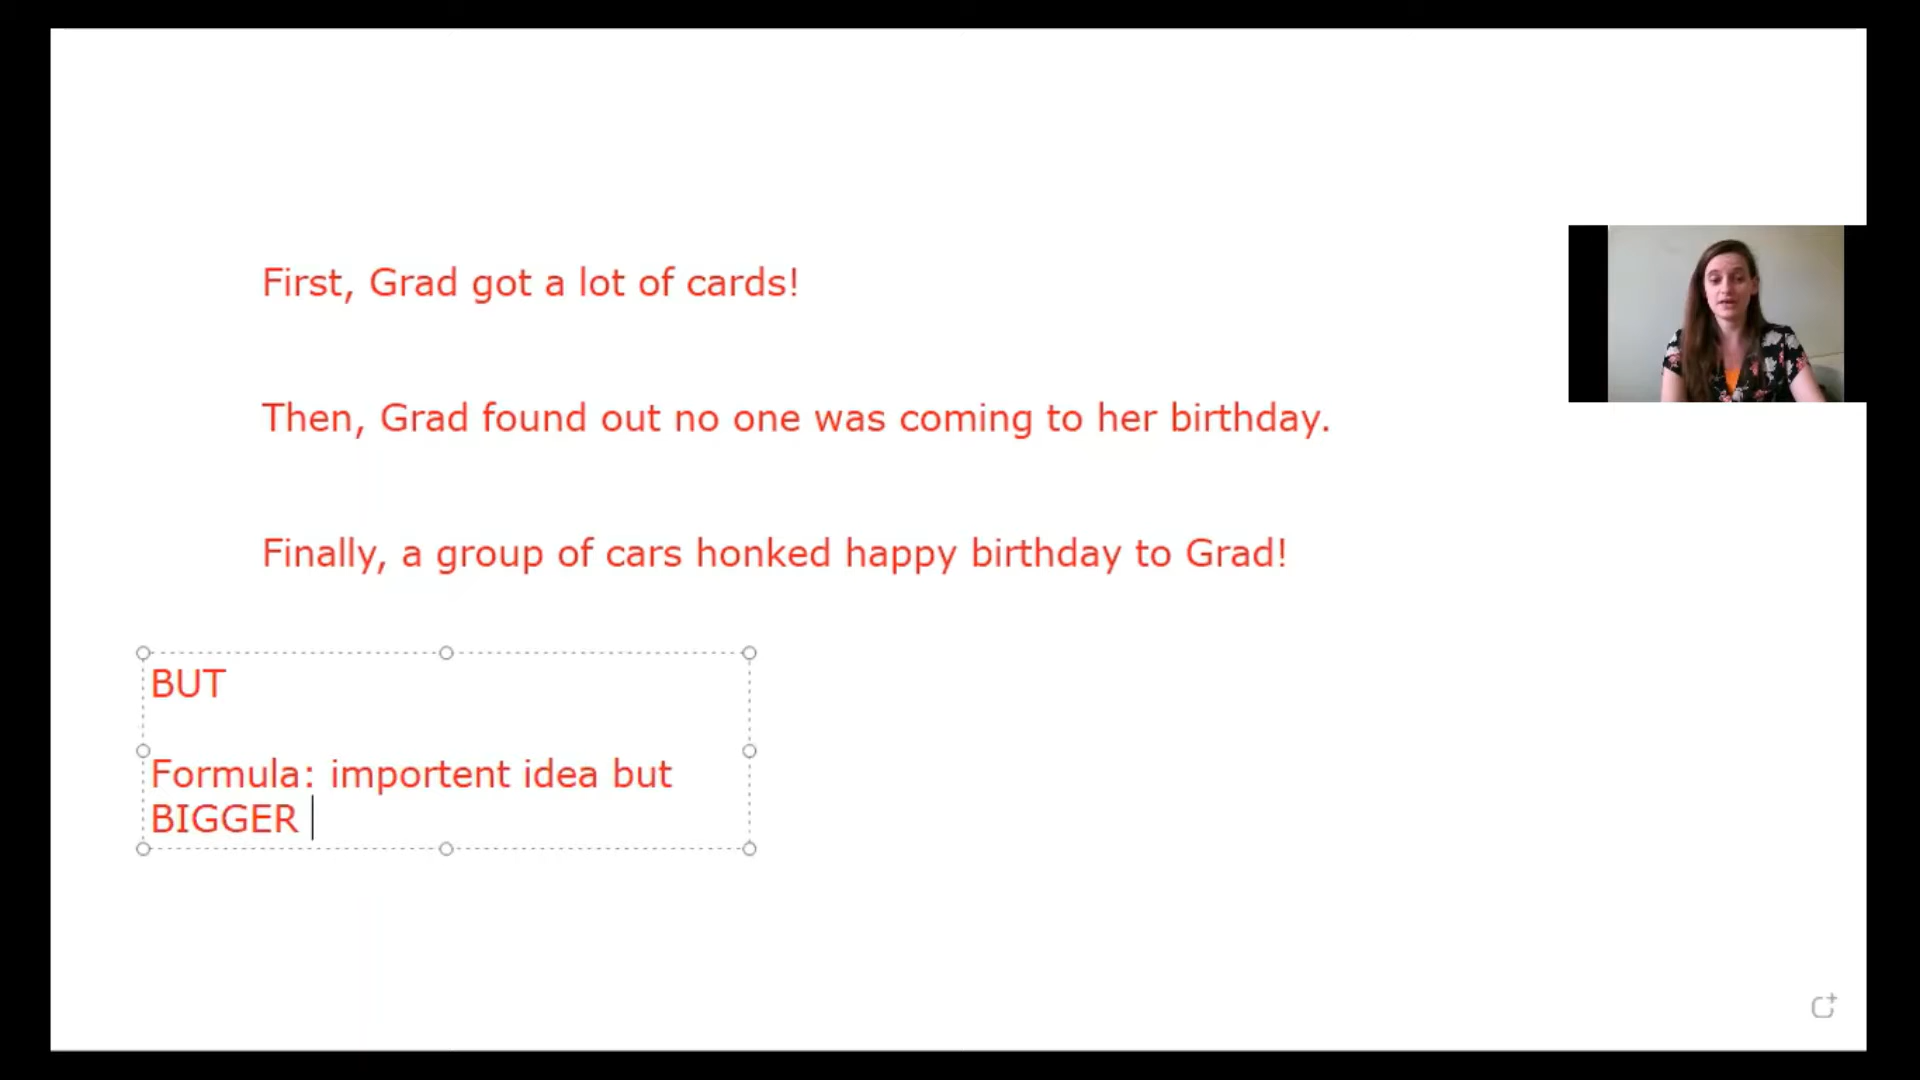 First, Grad got a lot of cards!
Then, Grad found out no one was coming to her birthday.
Finally, a group of cars honked happy birthday to Grad!
BUT
Formula: importent idea but
BIGGER